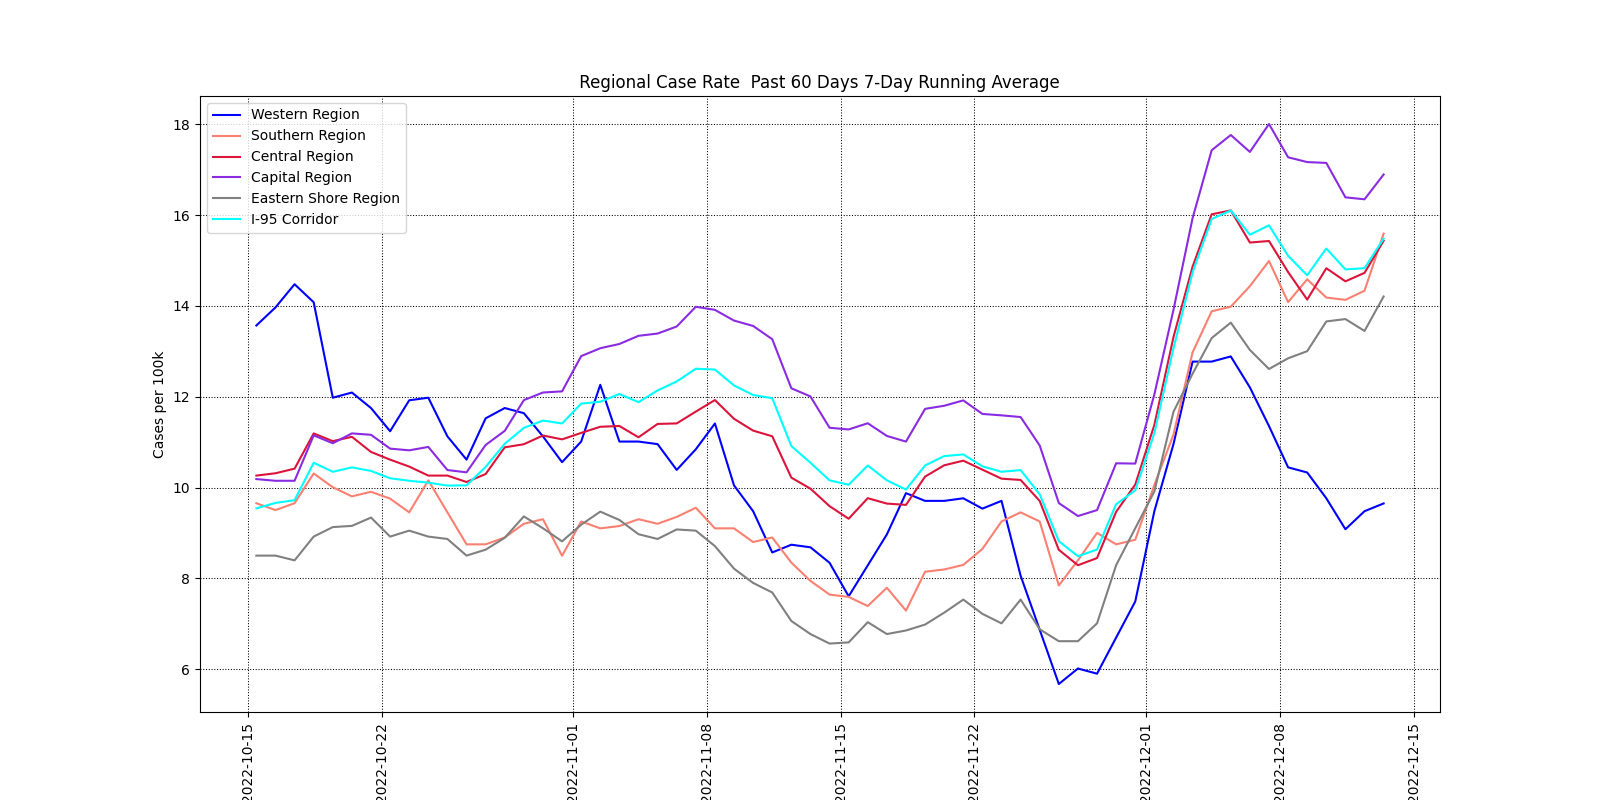 Regional Case Rate  Past 60 Days 7-Day Running Average
Western Region
Southern Region
Central Region
Capital Region
Eastern Shore Region
I-95 Corridor
Cases per 100k
18
16
14
12
10
8
6
2022-10-15
2022-10-22
2022-11-01
2022-11-08
2022-11-15
2022-11-22
2022-12-01
2022-12-08
2022-12-15